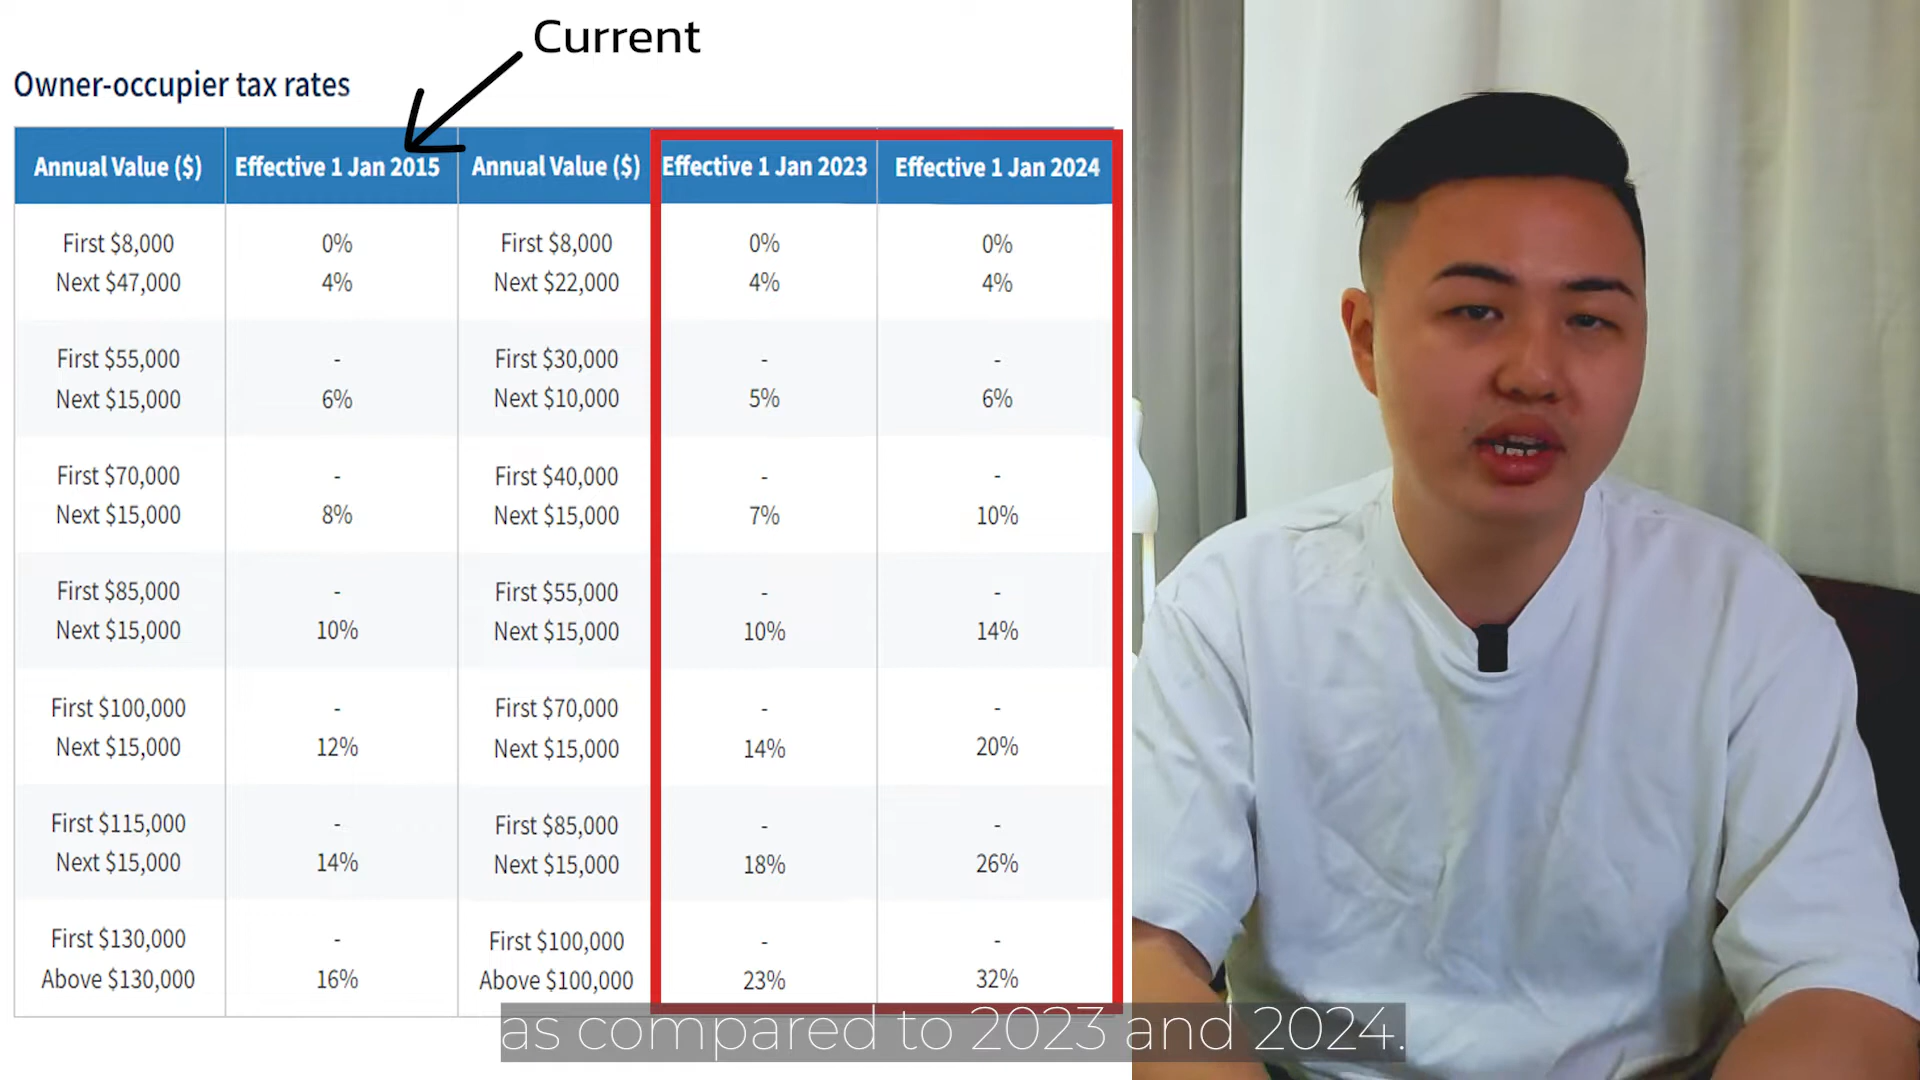 Current
Owner-occupier tax rates
Annual Value ($) Effective 1 Jan 2015 Annual Value ($) Effective 1 Jan 2023 Effective 1 Jan 2024
First $8,000 0% First $8,000 0% 0%
Next $47,000 4% Next $22,000 4% 4%
First $55,000 - First $30,000 - -
Next $15,000 6% Next $10,000 5% 6%
First $70,000 - First $40,000 - -
Next $15,000 8% Next $15,000 7% 10%
First $85,000 - First $55,000 - -
Next $15,000 10% Next $15,000 10% 14%
First $100,000 - First $70,000 - -
Next $15,000 12% Next $15,000 14% 20%
First $115,000 - First $85,000 - -
Next $15,000 14% Next $15,000 18% 26%
First $130,000 - First $100,000 - -
Above $130,000 16% Above $100,000 23% 32%
as compared to 2023 and 2024.